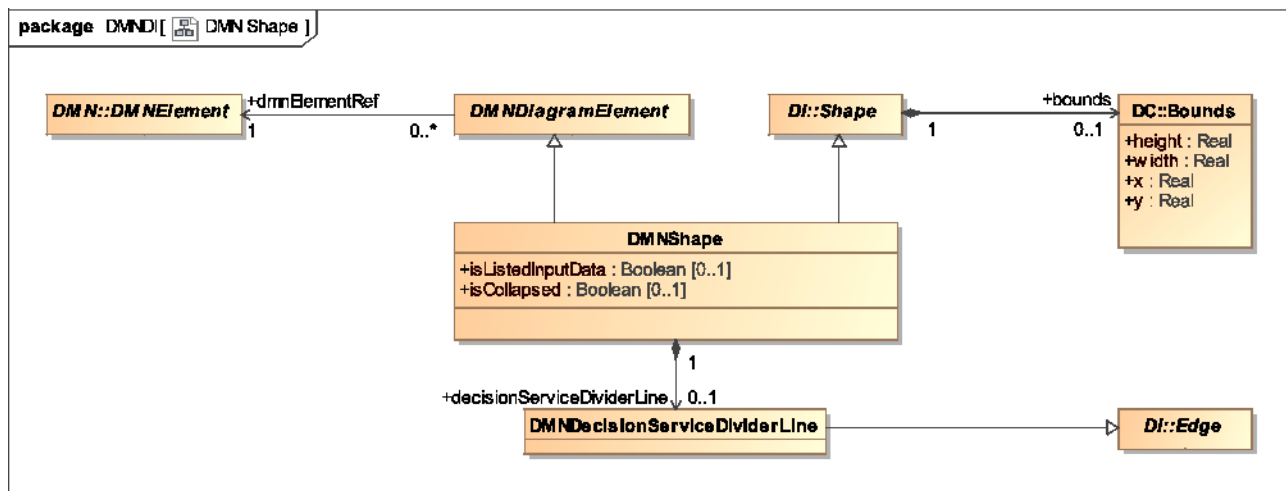 package DMNDI[ DMN Shape ]
DMN::DMNElement
+dmnElementRef
1
0..*
DMNDiagramElement
DI::Shape
1
+bounds
0..1
DC::Bounds
+height : Real
+width : Real
+x : Real
+y : Real
DMNShape
+isListedInputData : Boolean [0..1]
+isCollapsed : Boolean [0..1]
1
+decisionServiceDividerLine
0..1
DMNDecisionServiceDividerLine
DI::Edge